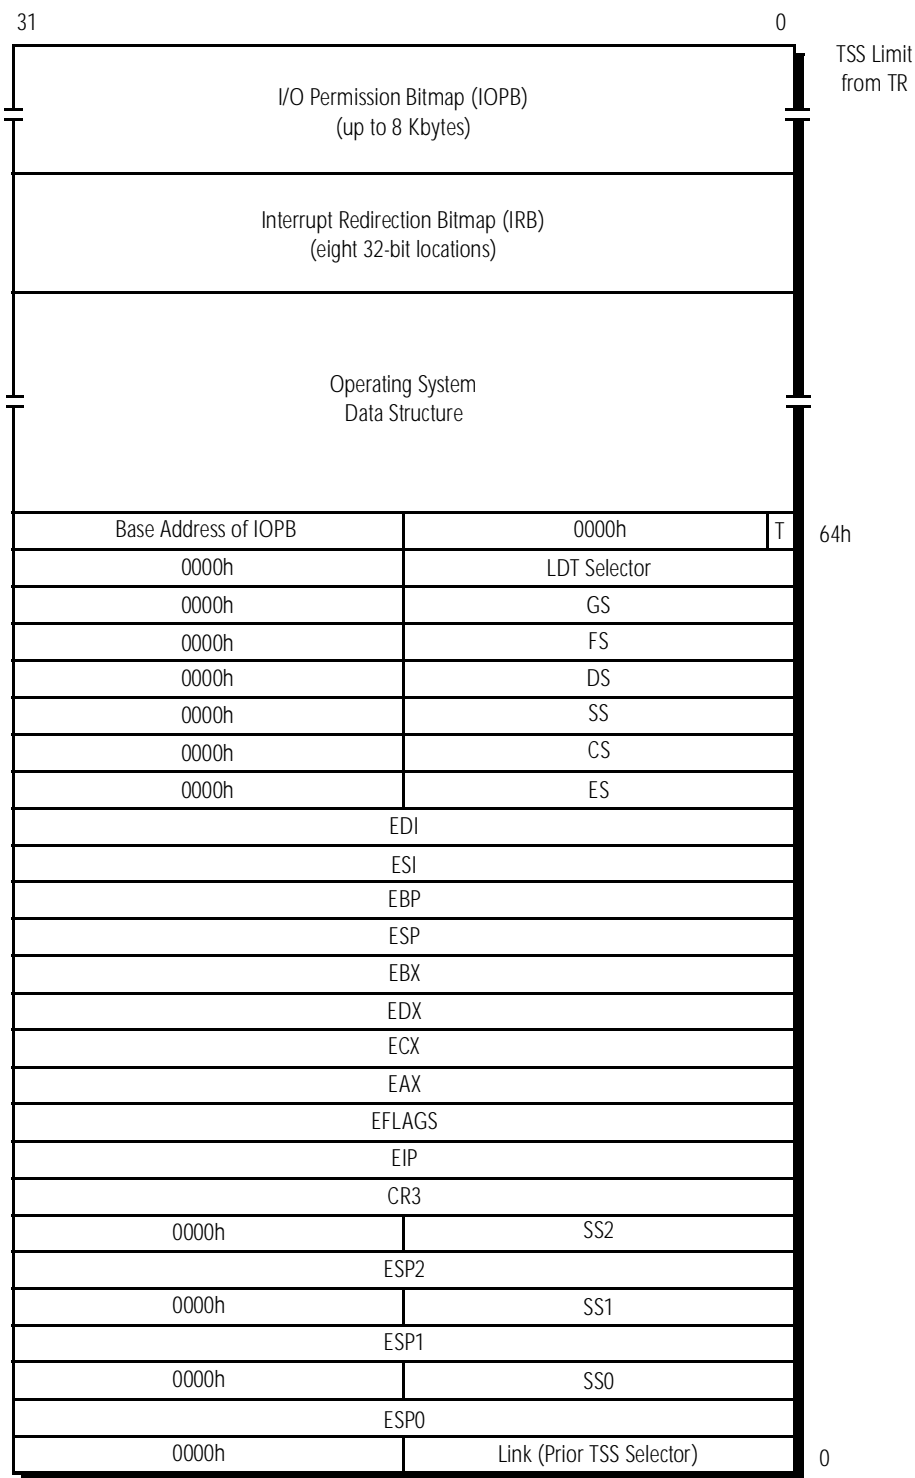 31 0
TSS Limit
from TR
I/O Permission Bitmap (IOPB)
(up to 8 Kbytes)
Interrupt Redirection Bitmap (IRB)
(eight 32-bit locations)
Operating System
Data Structure
Base Address of IOPB 0000h T 64h
0000h LDT Selector
0000h GS
0000h FS
0000h DS
0000h SS
0000h CS
0000h ES
EDI
ESI
EBP
ESP
EBX
EDX
ECX
EAX
EFLAGS
EIP
CR3
0000h SS2
ESP2
0000h SS1
ESP1
0000h SS0
ESP0
0000h Link (Prior TSS Selector) 0